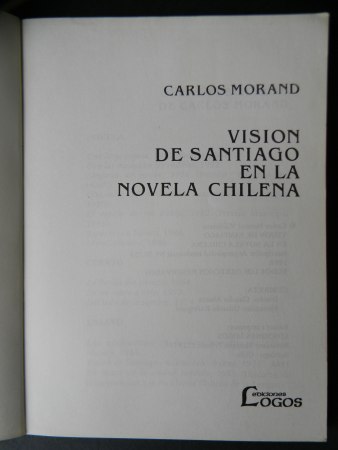 CARLOS MORAND
VISION
DE SANTIAGO
EN LA
NOVELA CHILENA
ediciones
LOGOS